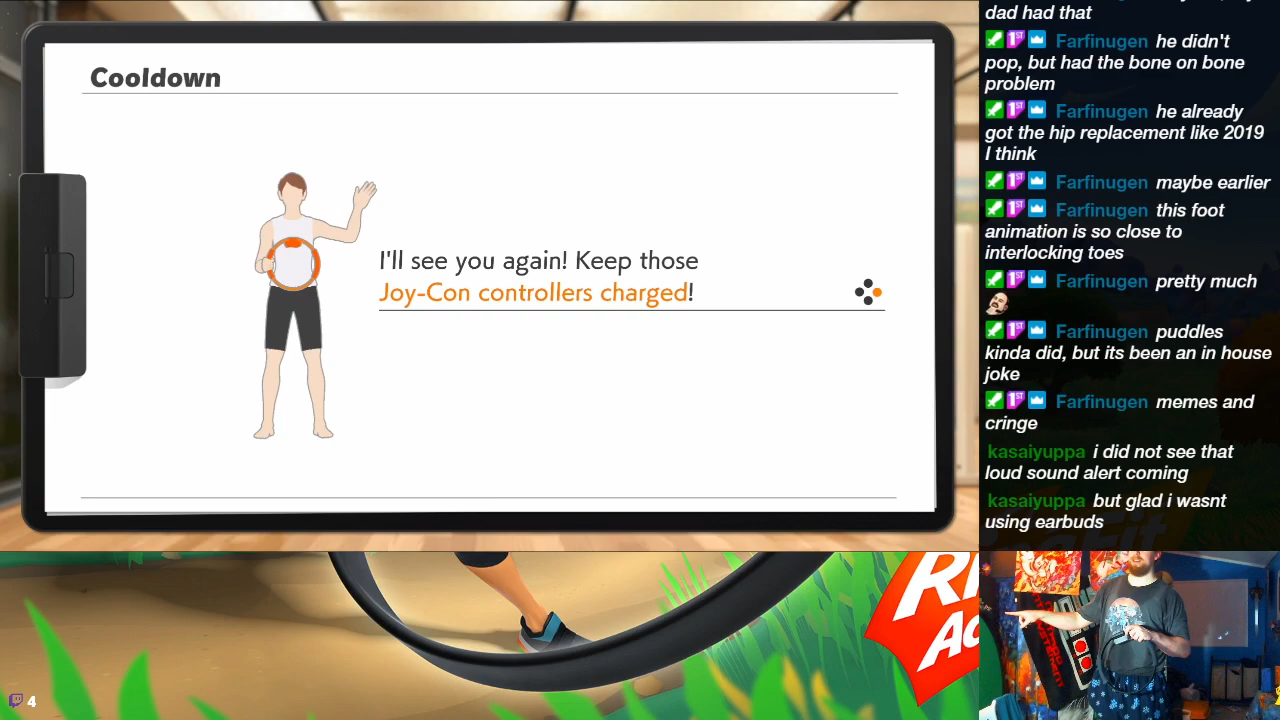 Cooldown
I'll see you again! Keep those
Joy-Con controllers charged!
dad had that
Farfinugen he didn't
pop, but had the bone on bone
problem
Farfinugen he already
got the hip replacement like 2019
I think
Farfinugen maybe earlier
Farfinugen this foot
animation is so close to
interlocking toes
Farfinugen pretty much
Farfinugen puddles
kinda did, but its been an in house
joke
Farfinugen memes and
cringe
kasaiyuppa i did not see that
loud sound alert coming
kasaiyuppa but glad i wasnt
using earbuds
4